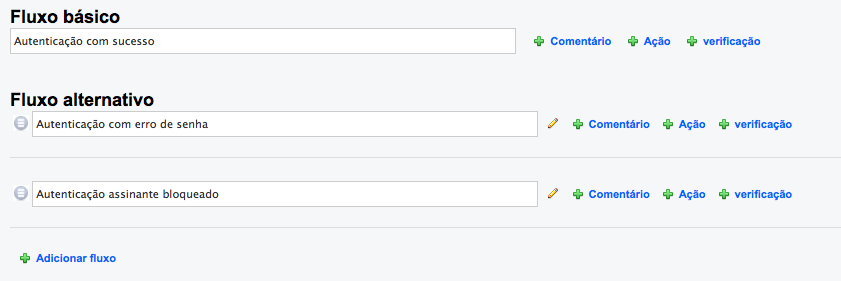 Fluxo básico
Autenticação com sucesso Comentário Ação verificação
Fluxo alternativo
Autenticação com erro de senha Comentário Ação verificação
Autenticação assinante bloqueado Comentário Ação verificação
Adicionar fluxo